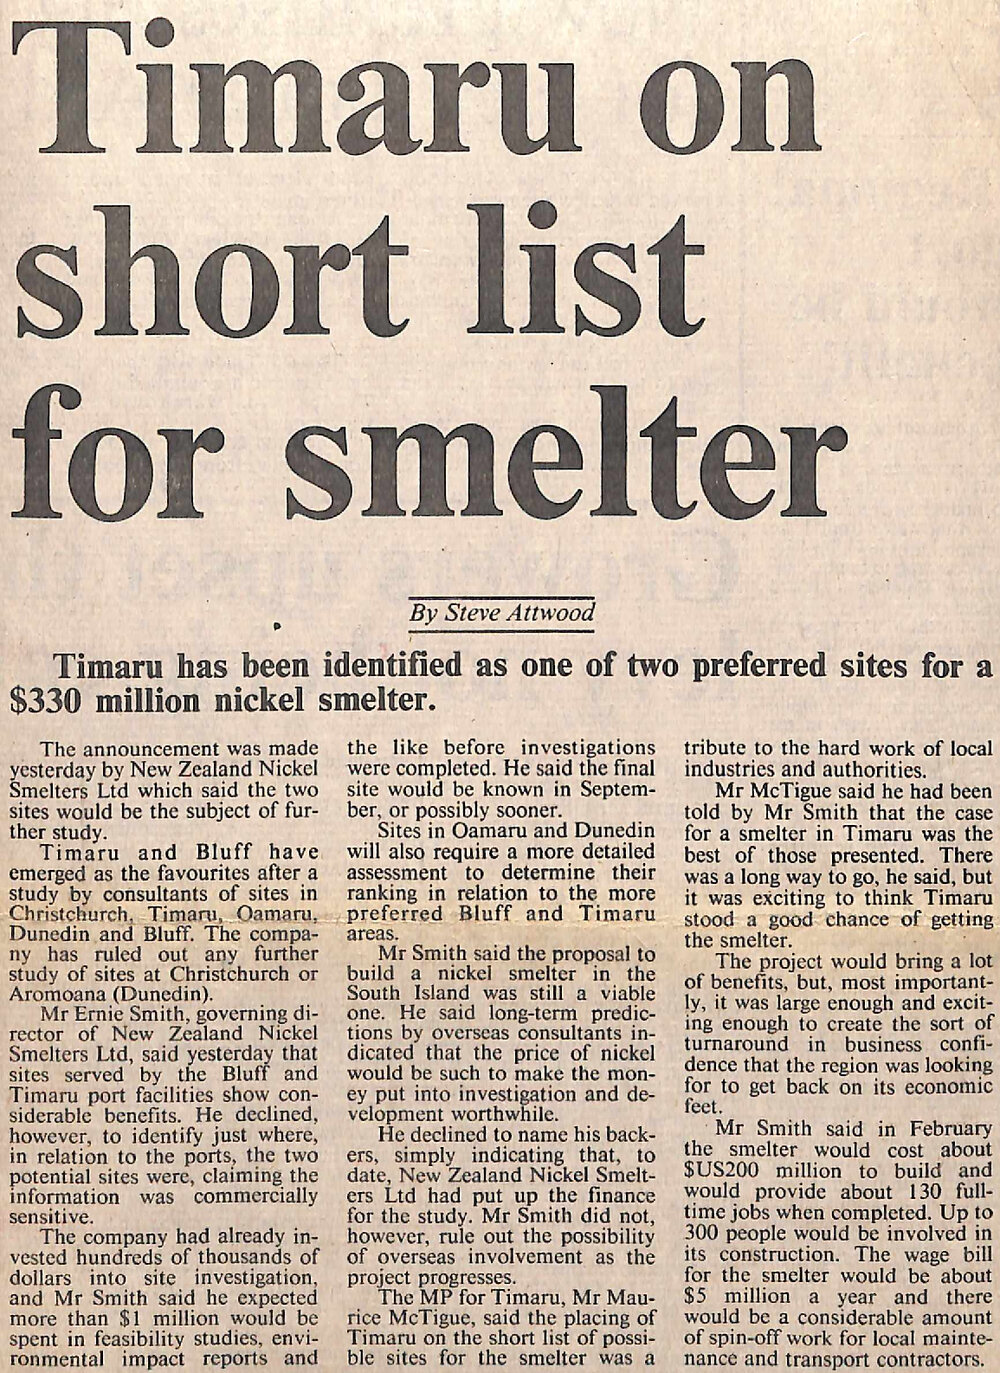 Timaru on
short list
for smelter
By Steve Attwood
Timaru has been identified as one of two preferred sites for a
$330 million nickel smelter.
The announcement was made
yesterday by New Zealand Nickel
Smelters Ltd which said the two
sites would be the subject of fur-
ther study.
Timaru and Bluff have
emerged as the favourites after a
study by consultants of sites in
Christchurch, Timaru, Oamaru,
Dunedin and Bluff. The compa-
ny has ruled out any further
study of sites at Christchurch or
Aromoana (Dunedin).
Mr Ernie Smith, governing di-
rector of New Zealand Nickel
Smelters Ltd, said yesterday that
sites served by the Bluff and
Timaru port facilities show con-
siderable benefits. He declined,
however, to identify just where,
in relation to the ports, the two
potential sites were, claiming the
information was commercially
sensitive.
The company had already in-
vested hundreds of thousands of
dollars into site investigation,
and Mr Smith said he expected
more than $1 million would be
spent in feasibility studies, envi-
ronmental impact reports and
the like before investigations
were completed. He said the final
site would be known in Septem-
ber, or possibly sooner.
Sites in Oamaru and Dunedin
will also require a more detailed
assessment to determine their
ranking in relation to the more
preferred Bluff and Timaru
areas.
Mr Smith said the proposal to
build a nickel smelter in the
South Island was still a viable
one. He said long-term predic-
tions by overseas consultants in-
dicated that the price of nickel
would be such to make the mon-
ey put into investigation and de-
velopment worthwhile.
He declined to name his back-
ers, simply indicating that, to
date, New Zealand Nickel Smelt-
ers Ltd had put up the finance
for the study. Mr Smith did not,
however, rule out the possibility
of overseas involvement as the
project progresses.
The MP for Timaru, Mr Mau-
rice McTigue, said the placing of
Timaru on the short list of possi-
ble sites for the smelter was a
tribute to the hard work of local
industries and authorities.
Mr McTigue said he had been
told by Mr Smith that the case
for a smelter in Timaru was the
best of those presented. There
was a long way to go, he said, but
it was exciting to think Timaru
stood a good chance of getting
the smelter.
The project would bring a lot
of benefits, but, most important-
ly, it was large enough and excit-
ing enough to create the sort of
turnaround in business confi-
dence that the region was looking
for to get back on its economic
feet.
Mr Smith said in February
the smelter would cost about
$US200 million to build and
would provide about 130 full-
time jobs when completed. Up to
300 people would be involved in
its construction. The wage bill
for the smelter would be about
$5 million a year and there
would be a considerable amount
of spin-off work for local mainte-
nance and transport contractors.